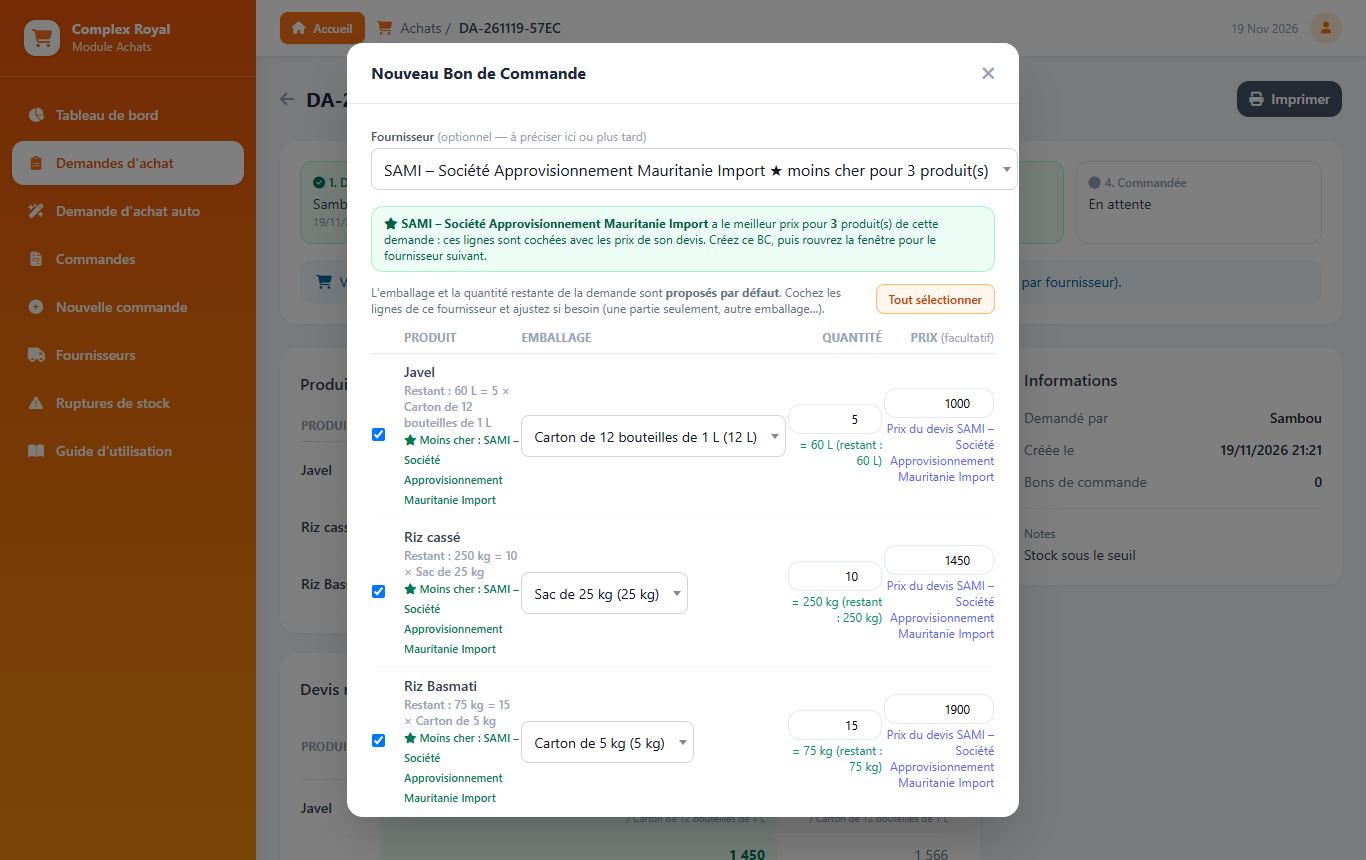 Complex Royal
Module Achats
Tableau de bord
Demandes d'achat
Demande d'achat auto
Commandes
Nouvelle commande
Fournisseurs
Ruptures de stock
Guide d'utilisation
Accueil
Achats / DA-261119-57EC
19 Nov 2026
Imprimer
4. Commandée
En attente
par fournisseur).
Nouveau Bon de Commande
Fournisseur (optionnel — à préciser ici ou plus tard)
SAMI – Société Approvisionnement Mauritanie Import ★ moins cher pour 3 produit(s)
★ SAMI – Société Approvisionnement Mauritanie Import a le meilleur prix pour 3 produit(s) de cette
demande : ces lignes sont cochées avec les prix de son devis. Créez ce BC, puis rouvrez la fenêtre pour le
fournisseur suivant.
L'emballage et la quantité restante de la demande sont proposés par défaut. Cochez les
lignes de ce fournisseur et ajustez si besoin (une partie seulement, autre emballage…).
Tout sélectionner
PRODUIT EMBALLAGE QUANTITÉ PRIX (facultatif)
Javel
Restant : 60 L = 5 ×
Carton de 12
bouteilles de 1 L
★ Moins cher : SAMI –
Société
Approvisionnement
Mauritanie Import
Carton de 12 bouteilles de 1 L (12 L)
5
= 60 L (restant :
60 L)
1000
Prix du devis SAMI –
Société
Approvisionnement
Mauritanie Import
Riz cassé
Restant : 250 kg = 10
× Sac de 25 kg
★ Moins cher : SAMI –
Société
Approvisionnement
Mauritanie Import
Sac de 25 kg (25 kg)
10
= 250 kg (restant
: 250 kg)
1450
Prix du devis SAMI –
Société
Approvisionnement
Mauritanie Import
Riz Basmati
Restant : 75 kg = 15
× Carton de 5 kg
★ Moins cher : SAMI –
Société
Approvisionnement
Mauritanie Import
Carton de 5 kg (5 kg)
15
= 75 kg (restant :
75 kg)
1900
Prix du devis SAMI –
Société
Approvisionnement
Mauritanie Import
Informations
Demandé par Sambou
Créée le 19/11/2026 21:21
Bons de commande 0
Notes
Stock sous le seuil
Javel
Javel
/ Carton de 12 bouteilles de 1 L / Carton de 12 bouteilles de 1 L
1 450 1 566